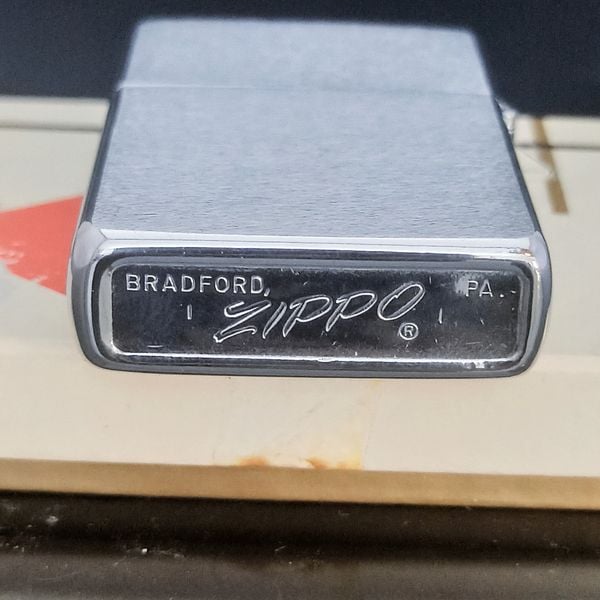 BRADFORD, PA.
| ZIPPO ® |